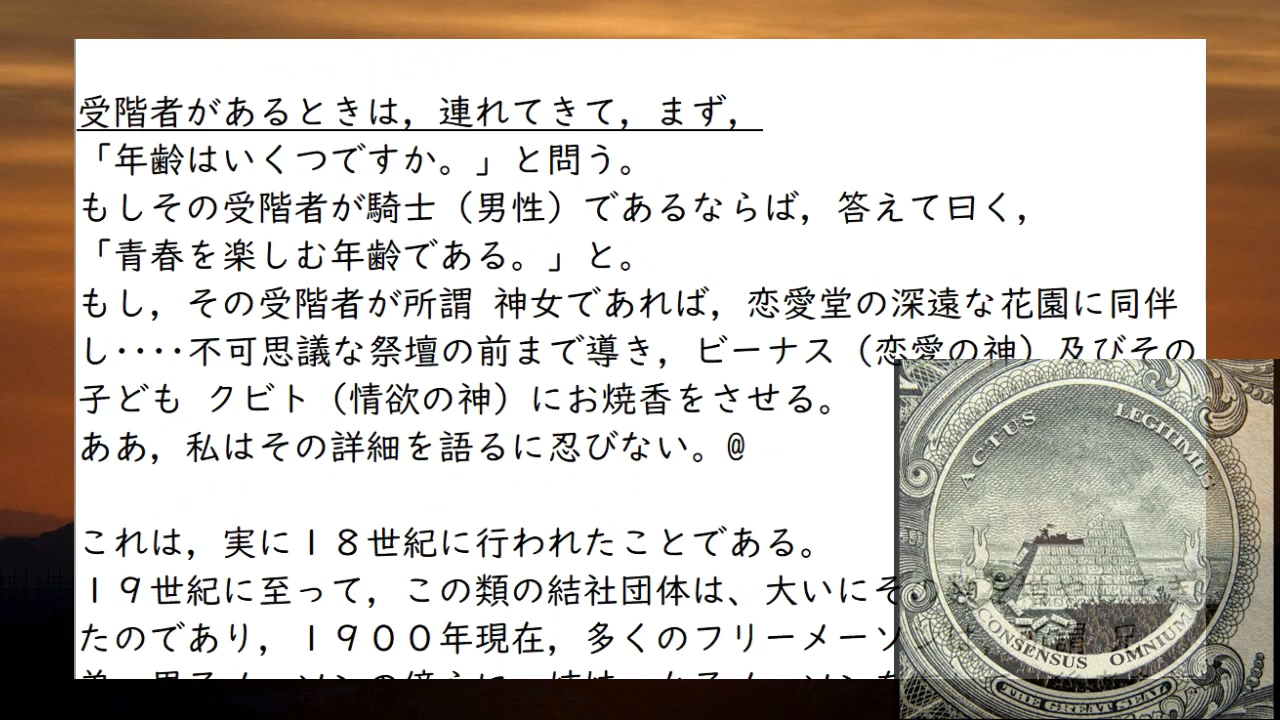 受階者があるときは，連れてきて，まず，
「年齢はいくつですか。」と問う。
もしその受階者が騎士（男性）であるならば，答えて曰く，
「青春を楽しむ年齢である。」と。
もし，その受階者が所謂 神女であれば，恋愛堂の深遠な花園に同伴
し‥‥不可思議な祭壇の前まで導き，ビーナス（恋愛の神）及びその
子ども クビト（情欲の神）にお焼香をさせる。
ああ，私はその詳細を語るに忍びない。@
これは，実に１８世紀に行われたことである。
１９世紀に至って，この類の結社団体は、大いにその
たのであり，１９００年現在，多くのフリーメーソン
ACTUS LEGITIMUS
CONSENSUS OMNIUM
THE GREAT SEAL